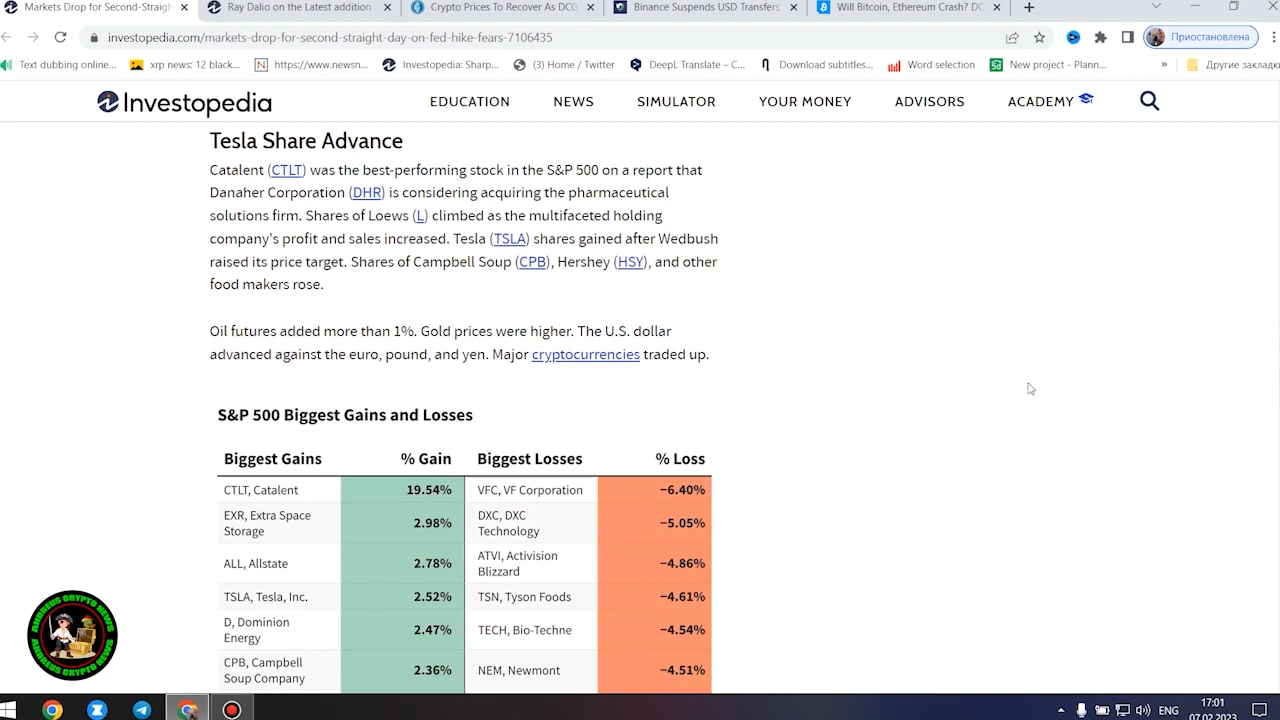 Markets Drop for Second-Straigh
Ray Dalio on the Latest addition
Crypto Prices To Recover As DCG
Binance Suspends USD Transfers
Will Bitcoin, Ethereum Crash? DC
investopedia.com/markets-drop-for-second-straight-day-on-fed-hike-fears-7106435
Приостановлена
Text dubbing online...
xrp news: 12 black...
https://www.newsn...
Investopedia: Sharp...
(3) Home / Twitter
DeepL Translate – C...
Download subtitles...
Word selection
New project - Plann...
»
Другие закладки
Investopedia
EDUCATION
NEWS
SIMULATOR
YOUR MONEY
ADVISORS
ACADEMY
Tesla Share Advance
Catalent (CTLT) was the best-performing stock in the S&P 500 on a report that
Danaher Corporation (DHR) is considering acquiring the pharmaceutical
solutions firm. Shares of Loews (L) climbed as the multifaceted holding
company's profit and sales increased. Tesla (TSLA) shares gained after Wedbush
raised its price target. Shares of Campbell Soup (CPB), Hershey (HSY), and other
food makers rose.
Oil futures added more than 1%. Gold prices were higher. The U.S. dollar
advanced against the euro, pound, and yen. Major cryptocurrencies traded up.
S&P 500 Biggest Gains and Losses
Biggest Gains % Gain Biggest Losses % Loss
CTLT, Catalent 19.54% VFC, VF Corporation −6.40%
EXR, Extra Space
Storage 2.98% DXC, DXC
Technology −5.05%
ALL, Allstate 2.78% ATVI, Activision
Blizzard −4.86%
TSLA, Tesla, Inc. 2.52% TSN, Tyson Foods −4.61%
D, Dominion
Energy 2.47% TECH, Bio-Techne −4.54%
CPB, Campbell
Soup Company 2.36% NEM, Newmont −4.51%
ANDREUS CRYPTO NEWS
ANDREUS CRYPTO NEWS
ENG
17:01
07.02.2023